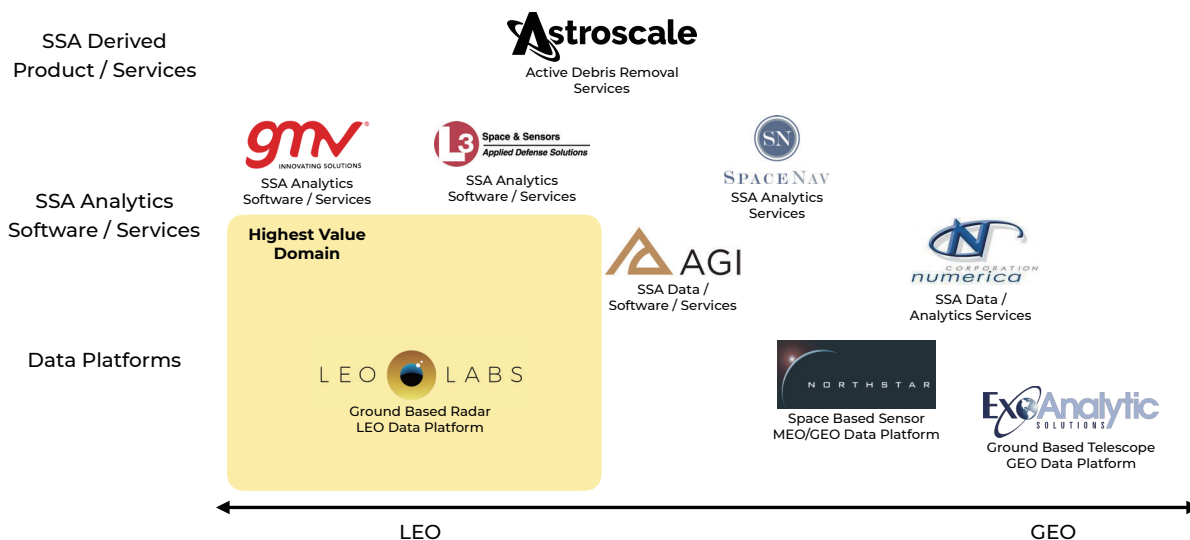 SSA Derived
Product / Services
Astroscale
Active Debris Removal
Services
gmv®
INNOVATING SOLUTIONS
SSA Analytics
Software / Services
L3
Space & Sensors
Applied Defense Solutions
SSA Analytics
Software / Services
SN
SPACENAV
SSA Analytics
Services
SSA Analytics
Software / Services
Highest Value
Domain
AGI
SSA Data /
Software / Services
N
CORPORATION
numerica
SSA Data /
Analytics Services
Data Platforms
LEO LABS
Ground Based Radar
LEO Data Platform
NORTHSTAR
Space Based Sensor
MEO/GEO Data Platform
ExoAnalytic
SOLUTIONS
Ground Based Telescope
GEO Data Platform
LEO
GEO